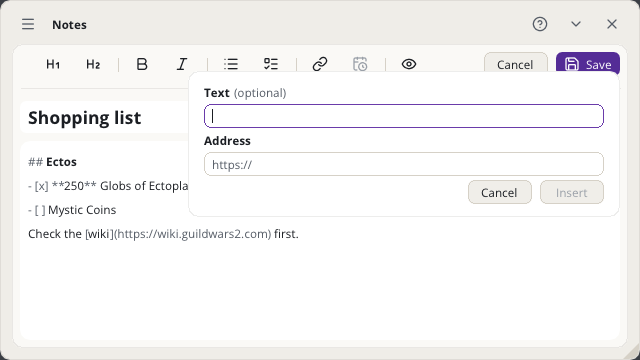 Notes
H1 H2 B I Cancel Save
Text (optional)
Shopping list
Address
https://
## Ectos
- [x] **250** Globs of Ectopla
Cancel Insert
- [ ] Mystic Coins
Check the [wiki](https://wiki.guildwars2.com) first.